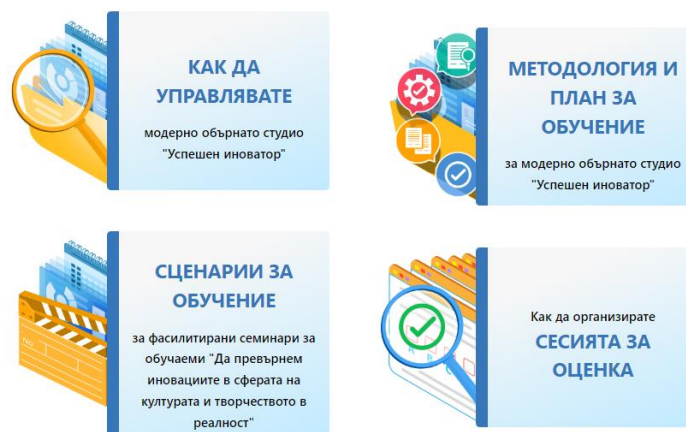 КАК ДА
УПРАВЛЯВАТЕ
модерно обърнато студио
"Успешен иноватор"
МЕТОДОЛОГИЯ И
ПЛАН ЗА
ОБУЧЕНИЕ
за модерно обърнато студио
"Успешен иноватор"
СЦЕНАРИИ ЗА
ОБУЧЕНИЕ
за фасилитирани семинари за
обучаеми "Да превърнем
иновациите в сферата на
културата и творчеството в
реалност"
Как да организирате
СЕСИЯТА ЗА
ОЦЕНКА